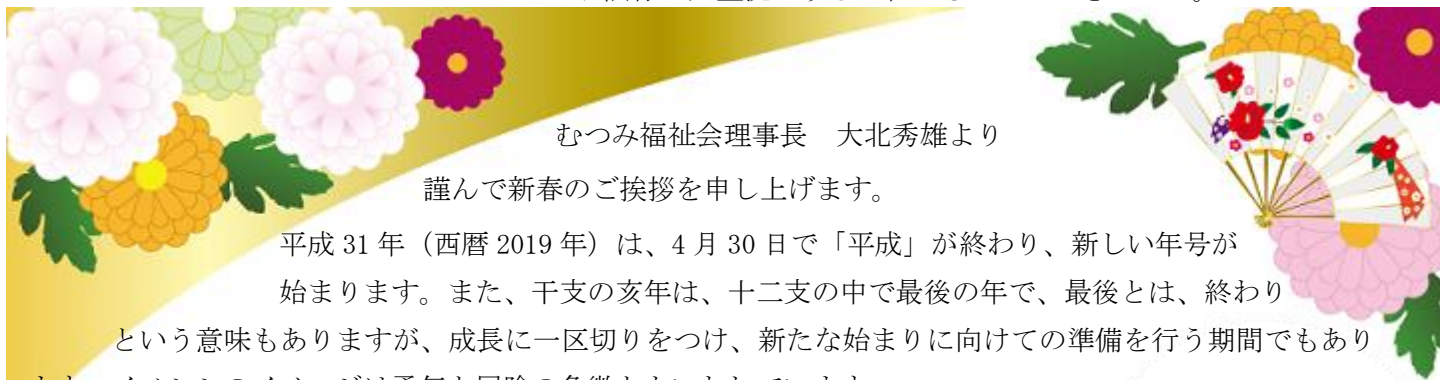 むつみ福祉会理事長　大北秀雄より
謹んで新春のご挨拶を申し上げます。
平成 31 年（西暦 2019 年）は、4 月 30 日で「平成」が終わり、新しい年号が
始まります。また、干支の亥年は、十二支の中で最後の年で、最後とは、終わり
という意味もありますが、成長に一区切りをつけ、新たな始まりに向けての準備を行う期間でもあり